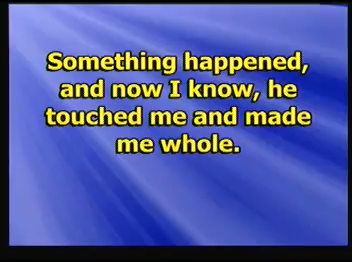 Something happened,
and now I know, he
touched me and made
me whole.